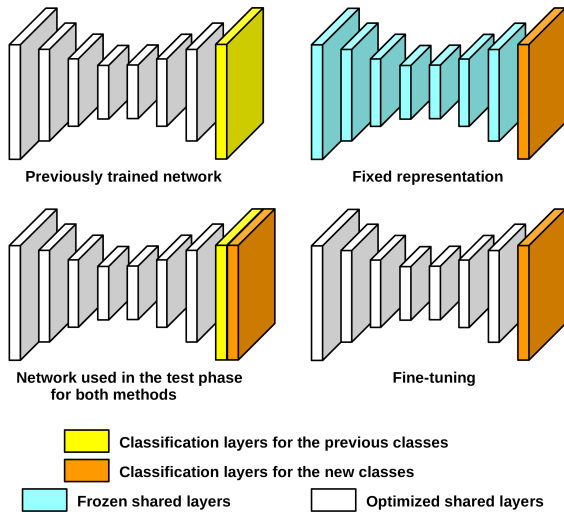 Previously trained network
Fixed representation
Network used in the test phase
for both methods
Fine-tuning
Classification layers for the previous classes
Classification layers for the new classes
Frozen shared layers
Optimized shared layers